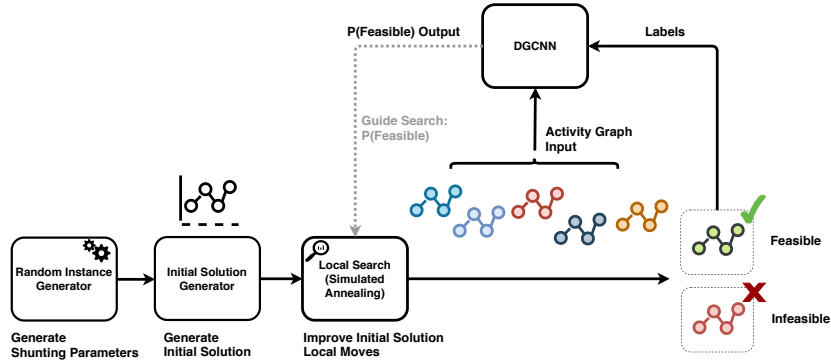 P(Feasible) Output
DGCNN
Labels
Guide Search:
P(Feasible)
Activity Graph
Input
Random Instance
Generator
Initial Solution
Generator
Local Search
(Simulated
Annealing)
Feasible
Infeasible
Generate
Shunting Parameters
Generate
Initial Solution
Improve Initial Solution
Local Moves